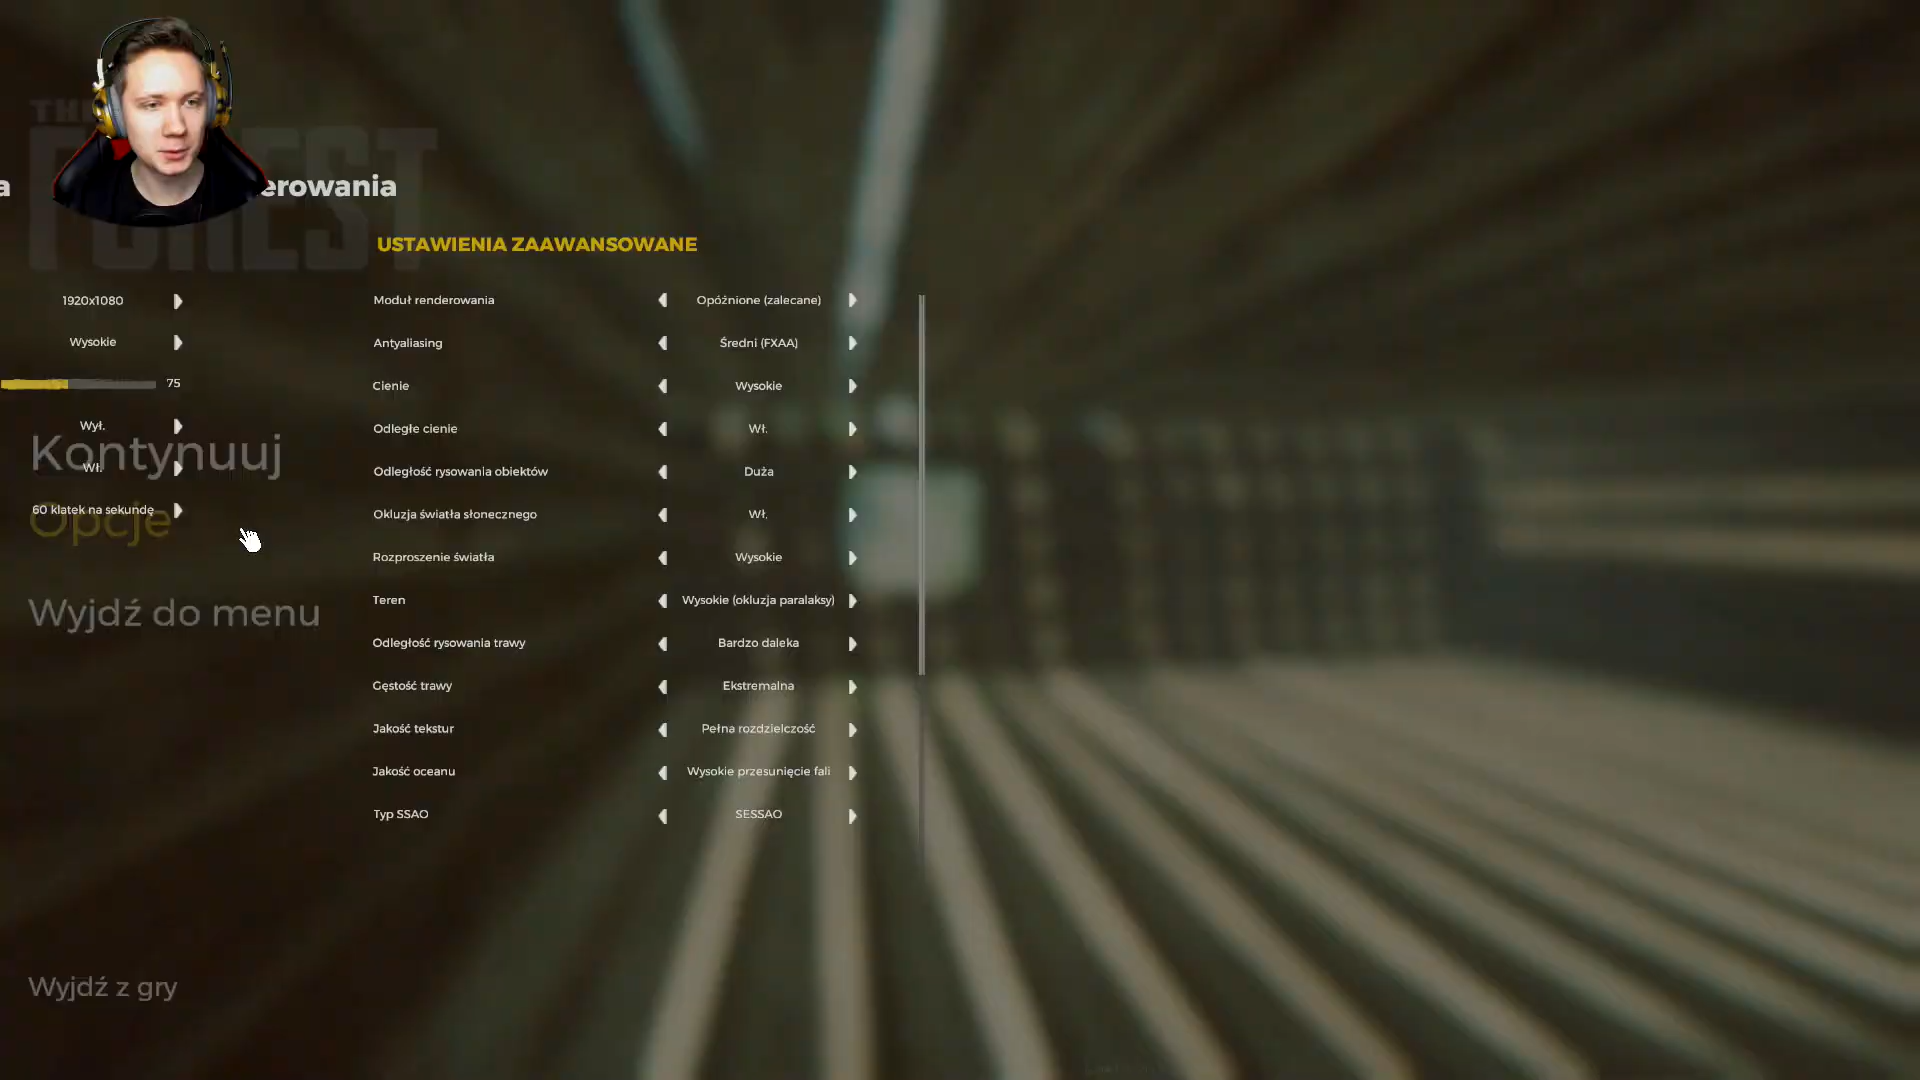 THE
FOREST
a
erowania
USTAWIENIA ZAAWANSOWANE
1920x1080
Wysokie
75
Wył.
Wł.
60 klatek na sekundę
Kontynuuj
Opcje
Wyjdź do menu
Wyjdź z gry
Moduł renderowania Opóźnione (zalecane)
Antyaliasing Średni (FXAA)
Cienie Wysokie
Odległe cienie Wł.
Odległość rysowania obiektów Duża
Okluzja światła słonecznego Wł.
Rozproszenie światła Wysokie
Teren Wysokie (okluzja paralaksy)
Odległość rysowania trawy Bardzo daleka
Gęstość trawy Ekstremalna
Jakość tekstur Pełna rozdzielczość
Jakość oceanu Wysokie przesunięcie fali
Typ SSAO SESSAO